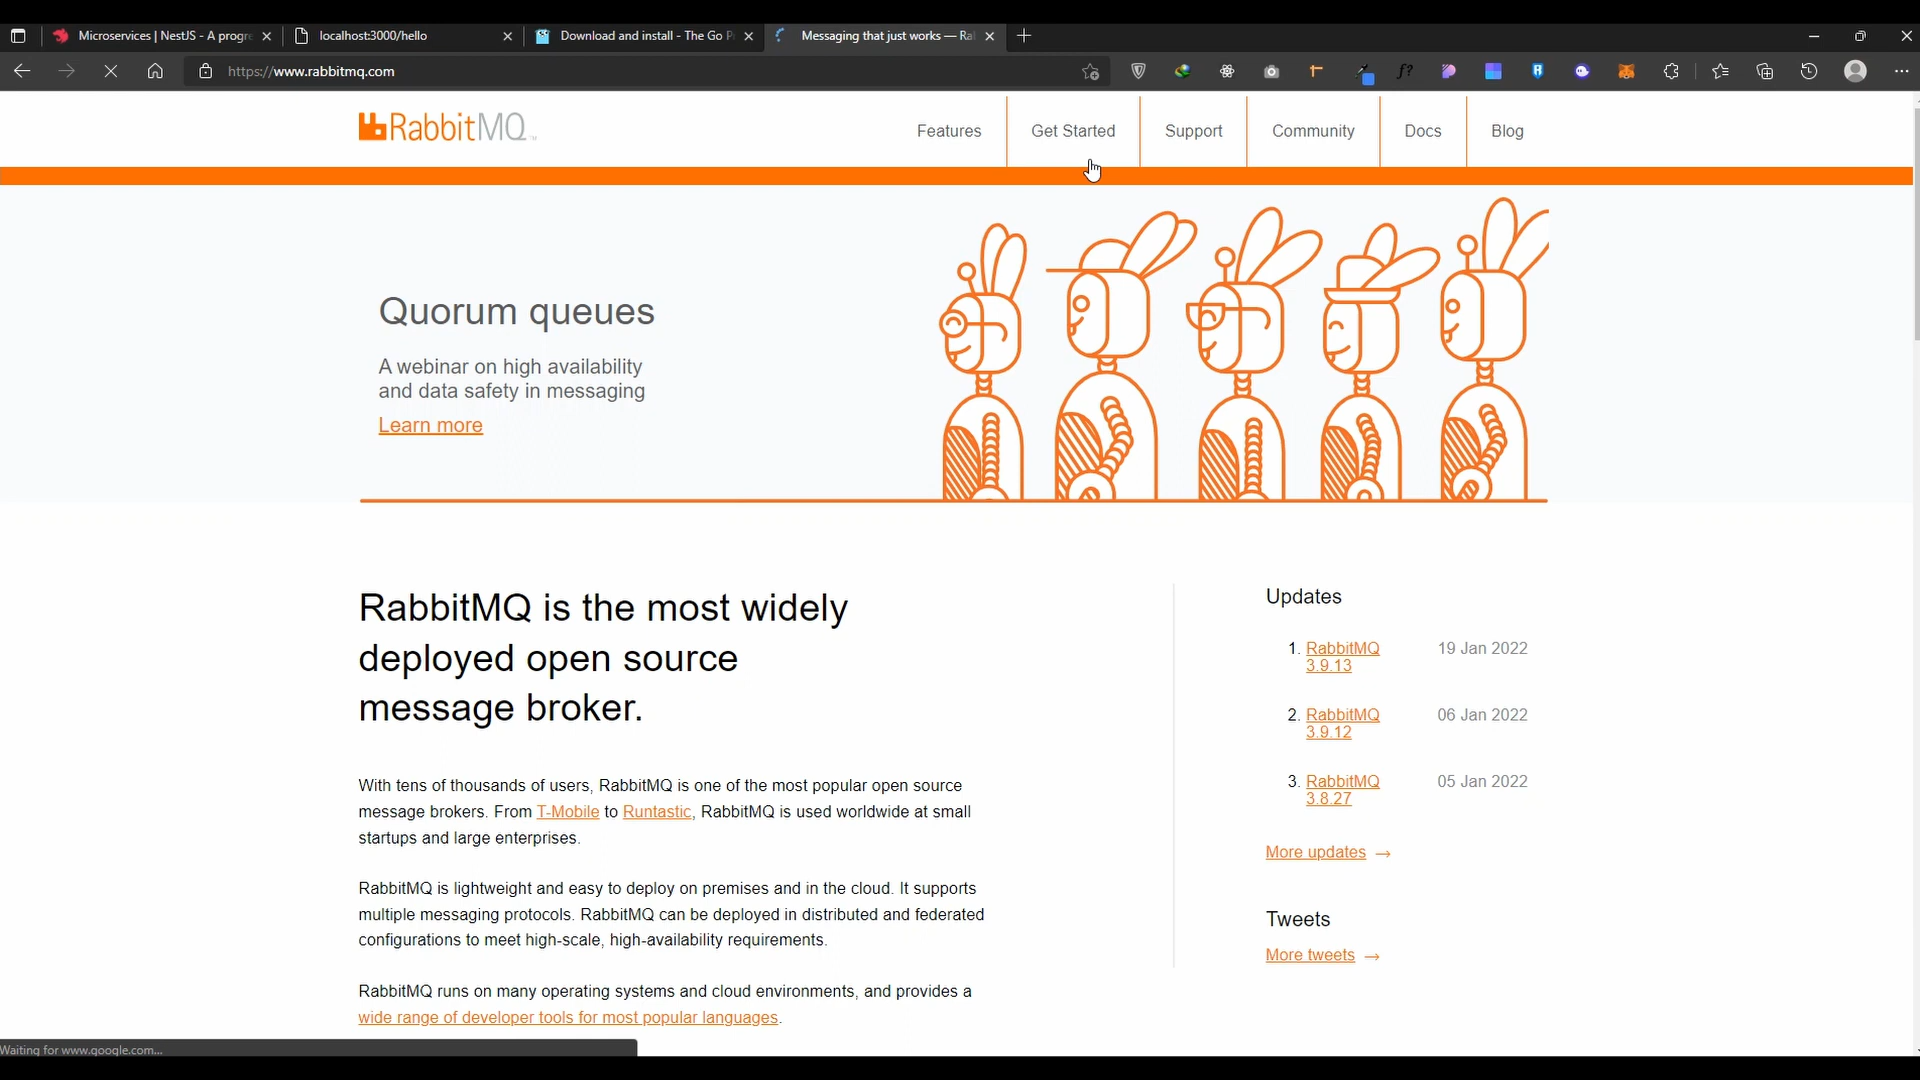 Microservices | NestJS - A progre
localhost:3000/hello
Download and install - The Go P
Messaging that just works — Ra
https://www.rabbitmq.com
f?
RabbitMQ
Features
Get Started
Support
Community
Docs
Blog
Quorum queues
A webinar on high availability
and data safety in messaging
Learn more
RabbitMQ is the most widely
deployed open source
message broker.
With tens of thousands of users, RabbitMQ is one of the most popular open source
message brokers. From T-Mobile to Runtastic, RabbitMQ is used worldwide at small
startups and large enterprises.
RabbitMQ is lightweight and easy to deploy on premises and in the cloud. It supports
multiple messaging protocols. RabbitMQ can be deployed in distributed and federated
configurations to meet high-scale, high-availability requirements.
RabbitMQ runs on many operating systems and cloud environments, and provides a
wide range of developer tools for most popular languages.
Updates
1. RabbitMQ 19 Jan 2022
3.9.13
2. RabbitMQ 06 Jan 2022
3.9.12
3. RabbitMQ 05 Jan 2022
3.8.27
More updates →
Tweets
More tweets →
Waiting for www.google.com...